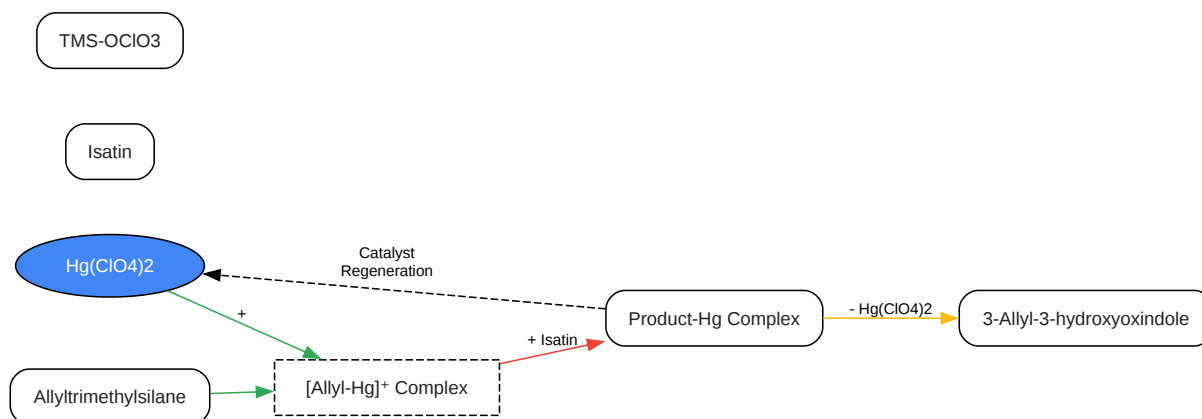 TMS-OClO3
Isatin
Hg(ClO4)2
Catalyst
Regeneration
+
Product-Hg Complex
- Hg(ClO4)2
3-Allyl-3-hydroxyoxindole
+ Isatin
[Allyl-Hg]⁺ Complex
Allyltrimethylsilane